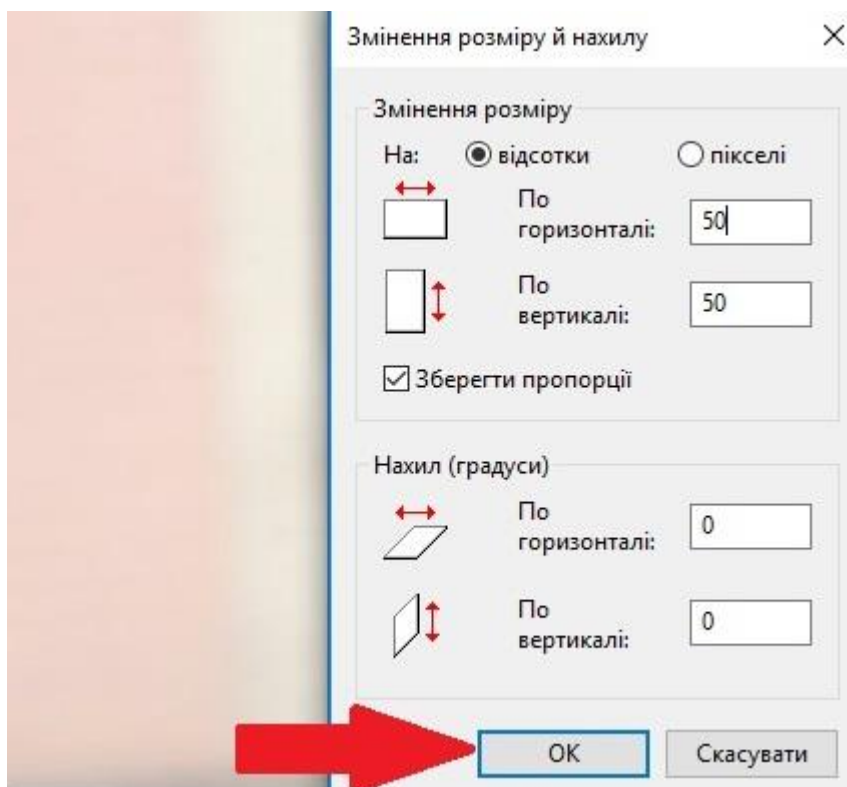 Змінення розміру й нахилу
Змінення розміру
На: відсотки пікселі
По
горизонталі: 50
По
вертикалі: 50
Зберегти пропорції
Нахил (градуси)
По
горизонталі: 0
По
вертикалі: 0
ОК Скасувати